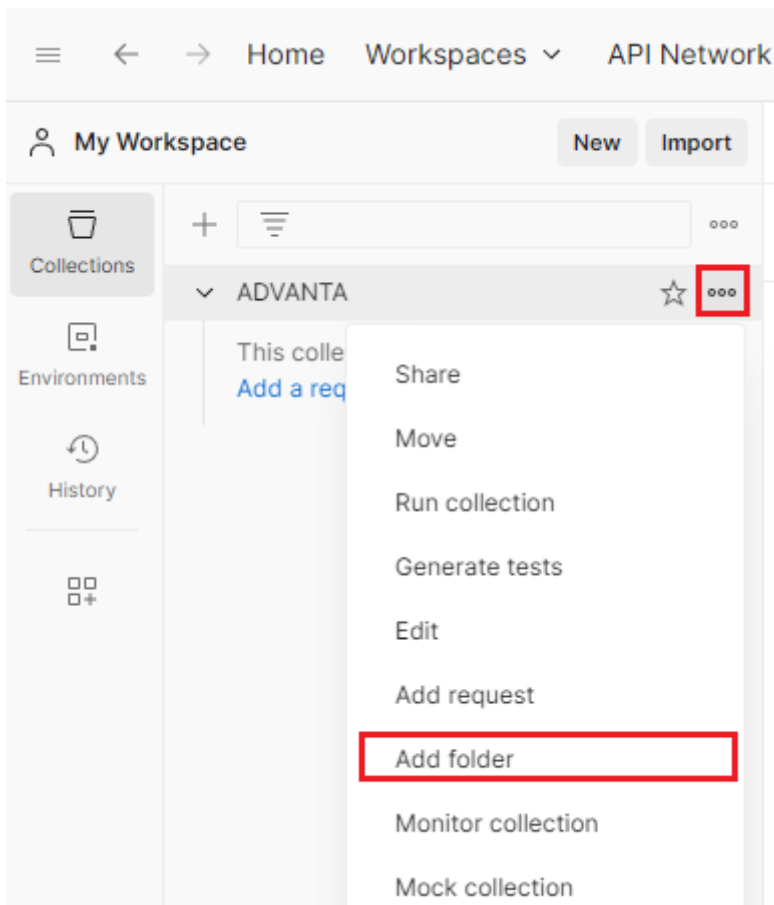 Home Workspaces API Network
My Workspace New Import
Collections
ADVANTA
This colle
Add a req
Environments
History
Share
Move
Run collection
Generate tests
Edit
Add request
Add folder
Monitor collection
Mock collection